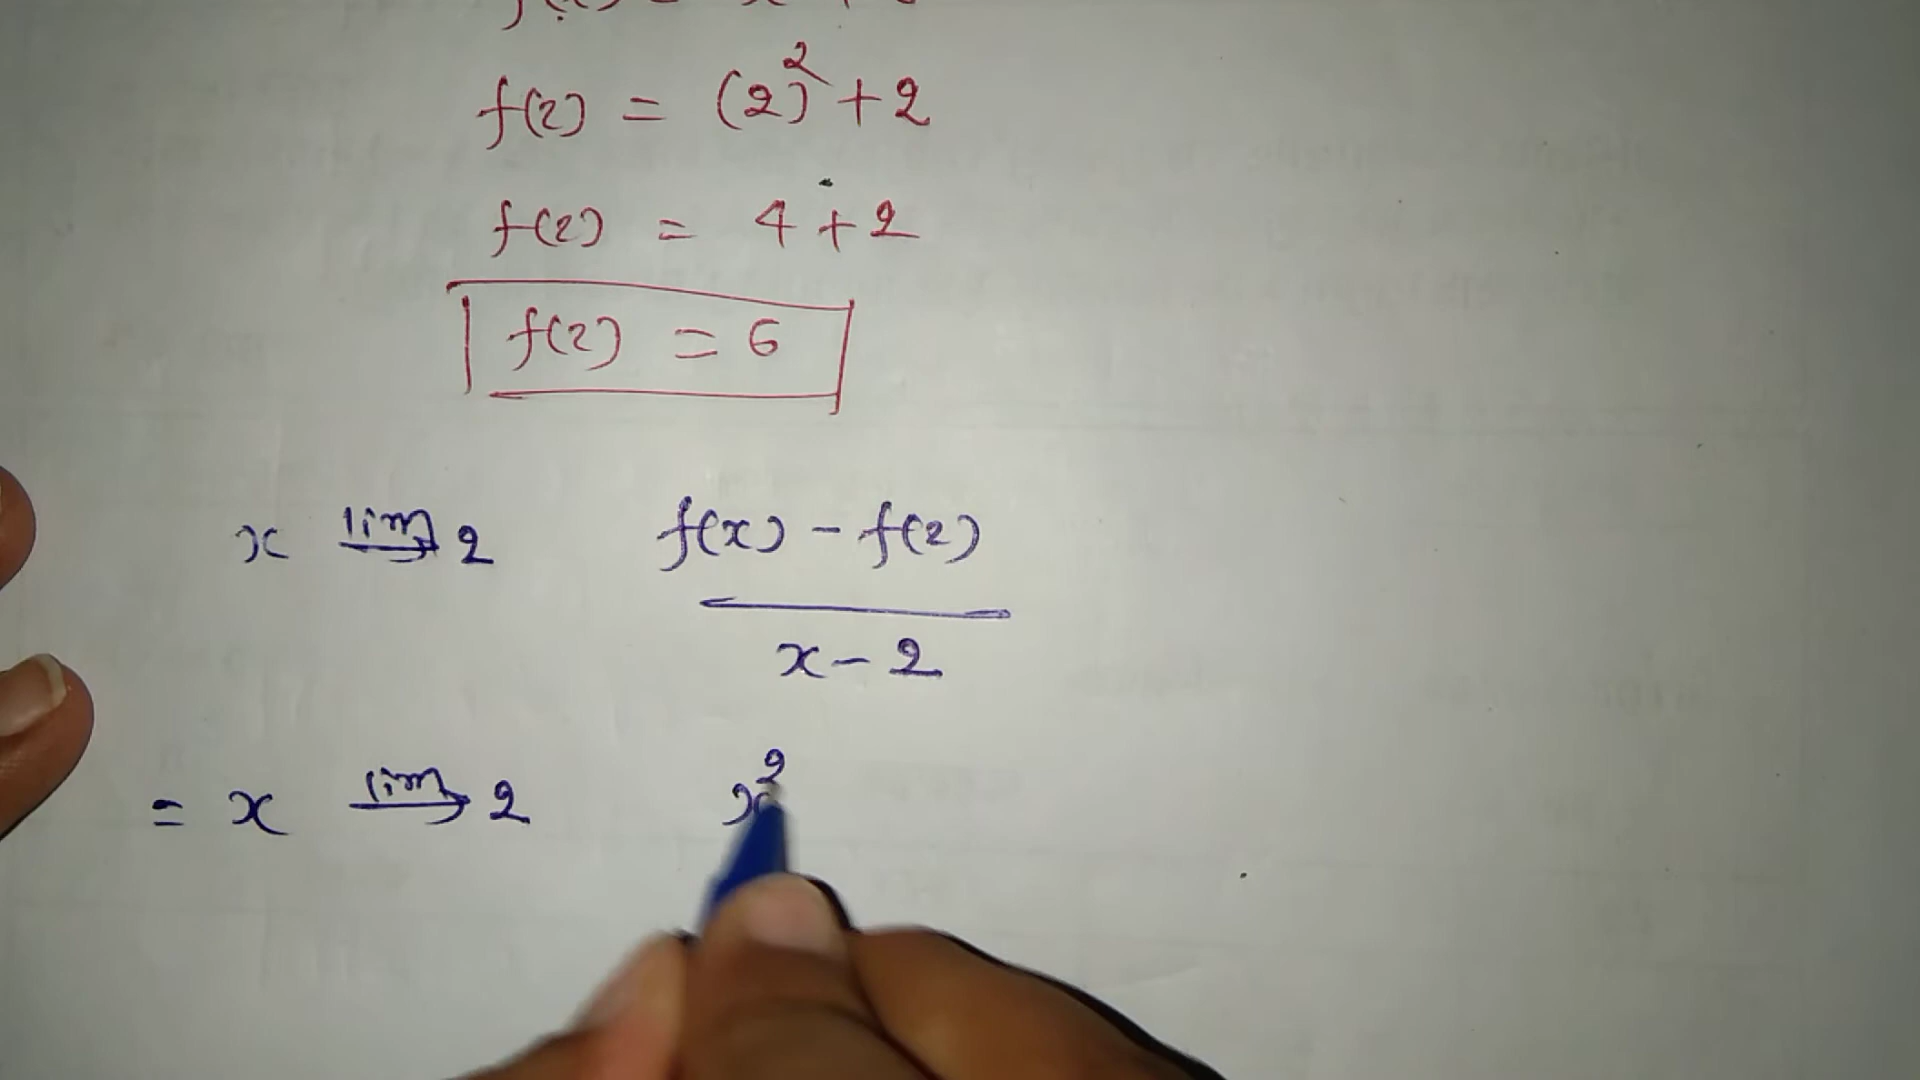 f(2) = (2)² + 2
f(2) = 4 + 2
f(2) = 6
x lim→ 2 f(x) - f(2)
x - 2
= x lim→ 2 x²